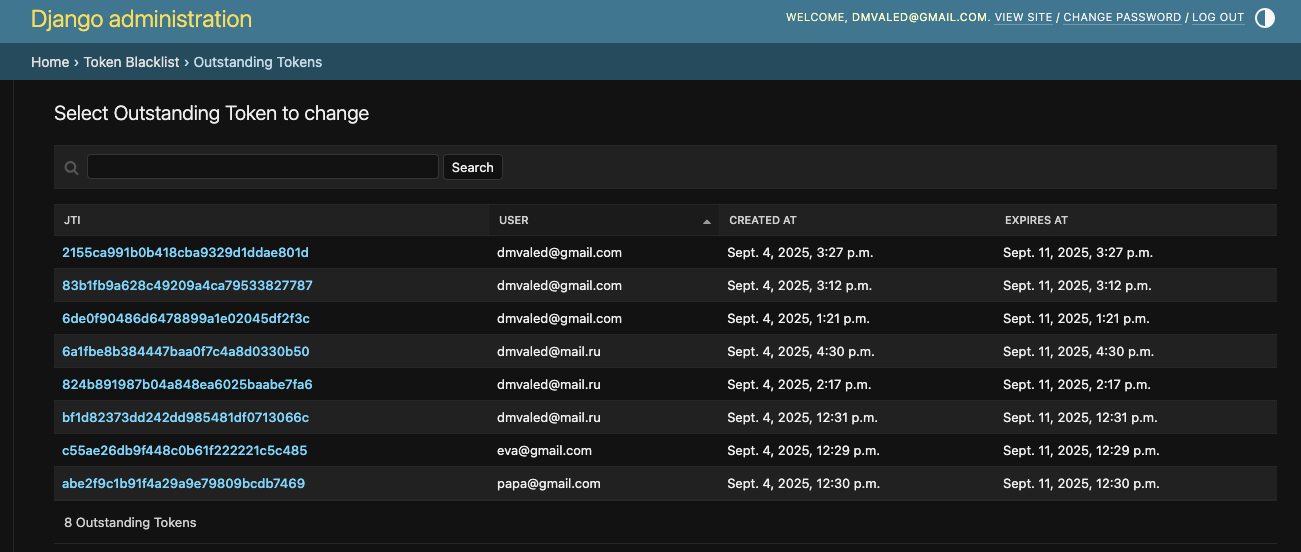 Django administration
WELCOME, DMVALED@GMAIL.COM. VIEW SITE / CHANGE PASSWORD / LOG OUT
Home › Token Blacklist › Outstanding Tokens
Select Outstanding Token to change
Search
JTI USER CREATED AT EXPIRES AT
2155ca991b0b418cba9329d1ddae801d dmvaled@gmail.com Sept. 4, 2025, 3:27 p.m. Sept. 11, 2025, 3:27 p.m.
83b1fb9a628c49209a4ca79533827787 dmvaled@gmail.com Sept. 4, 2025, 3:12 p.m. Sept. 11, 2025, 3:12 p.m.
6de0f90486d6478899a1e02045df2f3c dmvaled@gmail.com Sept. 4, 2025, 1:21 p.m. Sept. 11, 2025, 1:21 p.m.
6a1fbe8b384447baa0f7c4a8d0330b50 dmvaled@mail.ru Sept. 4, 2025, 4:30 p.m. Sept. 11, 2025, 4:30 p.m.
824b891987b04a848ea6025baabe7fa6 dmvaled@mail.ru Sept. 4, 2025, 2:17 p.m. Sept. 11, 2025, 2:17 p.m.
bf1d82373dd242dd985481df0713066c dmvaled@mail.ru Sept. 4, 2025, 12:31 p.m. Sept. 11, 2025, 12:31 p.m.
c55ae26db9f448c0b61f222221c5c485 eva@gmail.com Sept. 4, 2025, 12:29 p.m. Sept. 11, 2025, 12:29 p.m.
abe2f9c1b91f4a29a9e79809bcdb7469 papa@gmail.com Sept. 4, 2025, 12:30 p.m. Sept. 11, 2025, 12:30 p.m.
8 Outstanding Tokens